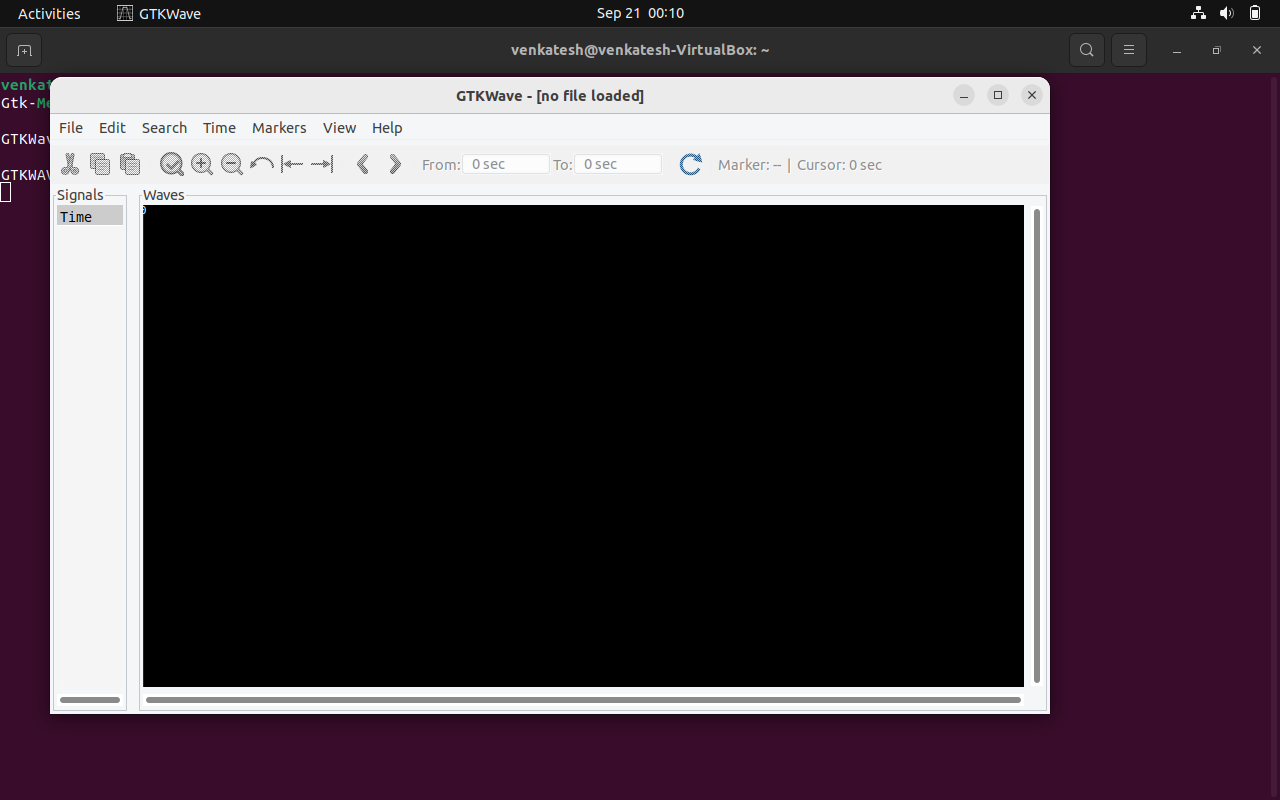 Activities GTKWave Sep 21 00:10
venkatesh@venkatesh-VirtualBox: ~
GTKWave - [no file loaded]
File Edit Search Time Markers View Help
From: 0 sec To: 0 sec Marker: -- | Cursor: 0 sec
Signals Waves
Time
0
venkat
Gtk-Me
GTKWav
GTKWAV